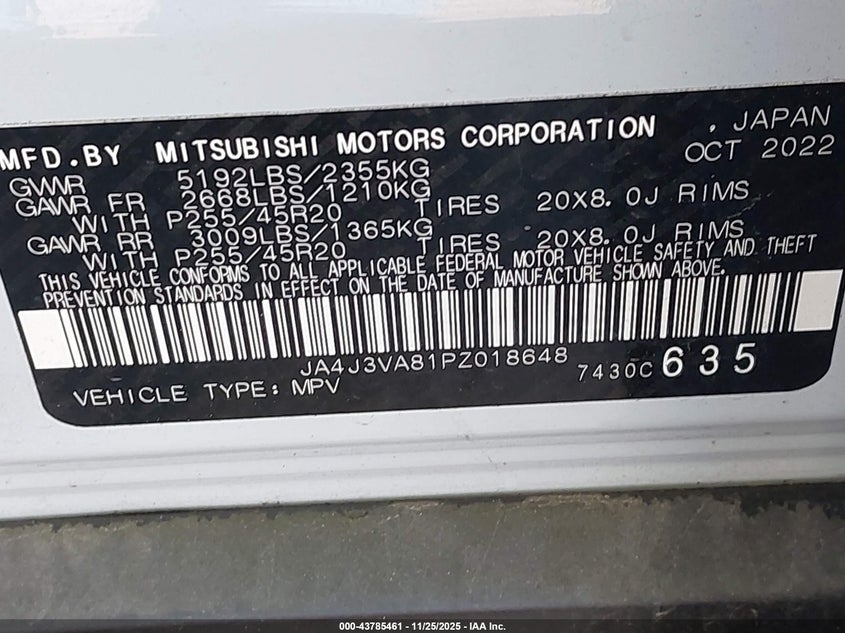 MFD.BY MITSUBISHI MOTORS CORPORATION , JAPAN
OCT 2022
GVWR 5192LBS/2355KG
GAWR FR 2668LBS/1210KG
WITH P255/45R20 TIRES 20X8.0J RIMS
GAWR RR 3009LBS/1365KG
WITH P255/45R20 TIRES 20X8.0J RIMS
THIS VEHICLE CONFORMS TO ALL APPLICABLE FEDERAL MOTOR VEHICLE SAFETY AND THEFT
PREVENTION STANDARDS IN EFFECT ON THE DATE OF MANUFACTURE SHOWN ABOVE.
JA4J3VA81PZ018648
7430C 635
VEHICLE TYPE: MPV
000-43785461 - 11/25/2025 - IAA Inc.